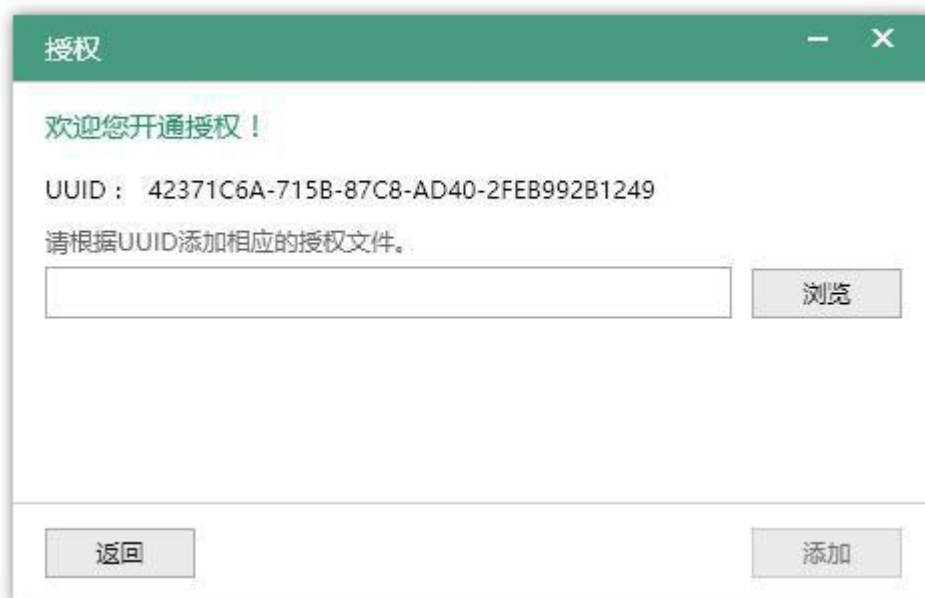 授权
欢迎您开通授权！
UUID： 42371C6A-715B-87C8-AD40-2FEB992B1249
请根据UUID添加相应的授权文件。
浏览
返回
添加